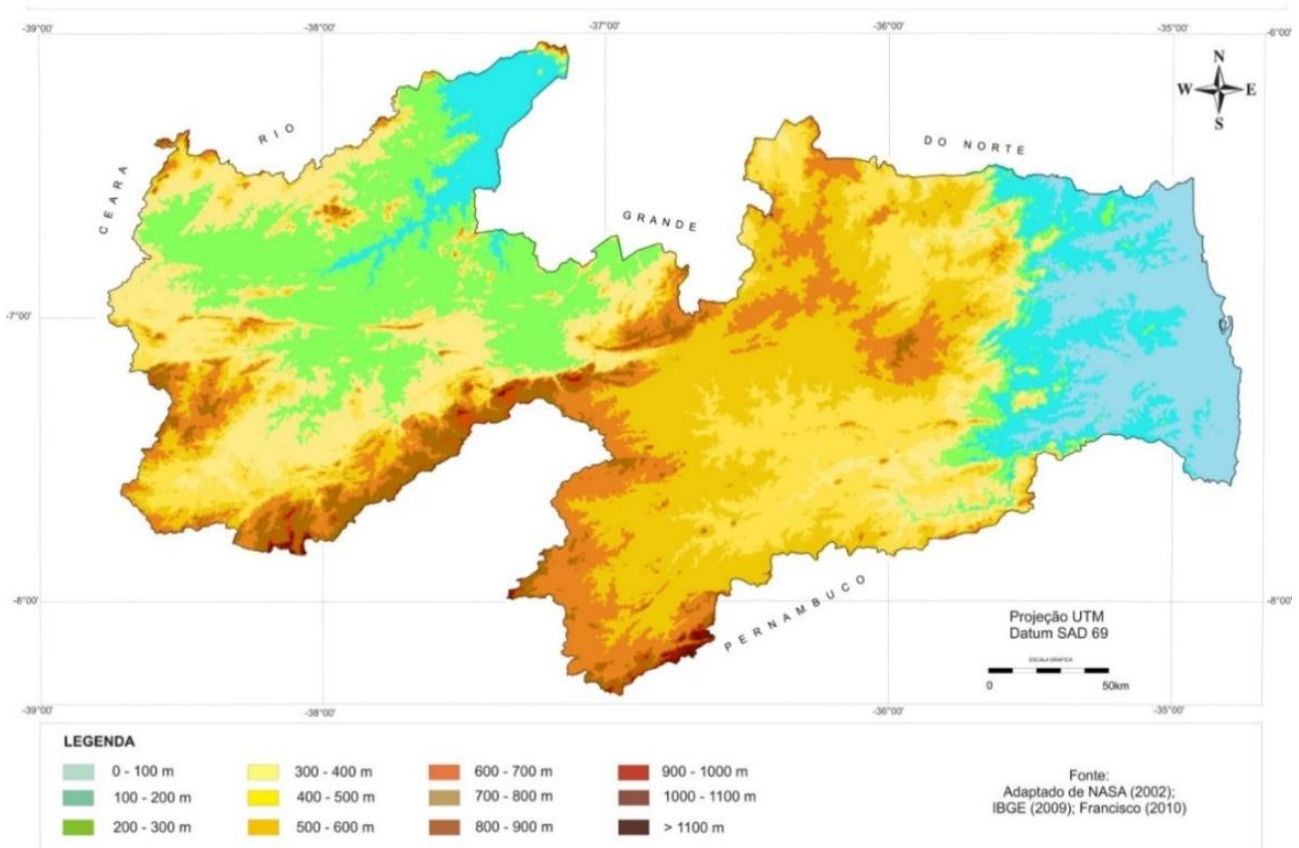 -39°00'
-38°00'
-37°00'
-36°00'
-35°00'
-6°00'
N
W E
S
RIO
DO NORTE
CEARA
GRANDE
-7°00'
-7°00'
-8°00'
-8°00'
PERNAMBUCO
Projeção UTM
Datum SAD 69
ESCALA GRAFICA
0 50km
-39°00'
-38°00'
-36°00'
-35°00'
LEGENDA
0 - 100 m
100 - 200 m
200 - 300 m
300 - 400 m
400 - 500 m
500 - 600 m
600 - 700 m
700 - 800 m
800 - 900 m
900 - 1000 m
1000 - 1100 m
> 1100 m
Fonte:
Adaptado de NASA (2002);
IBGE (2009); Francisco (2010)